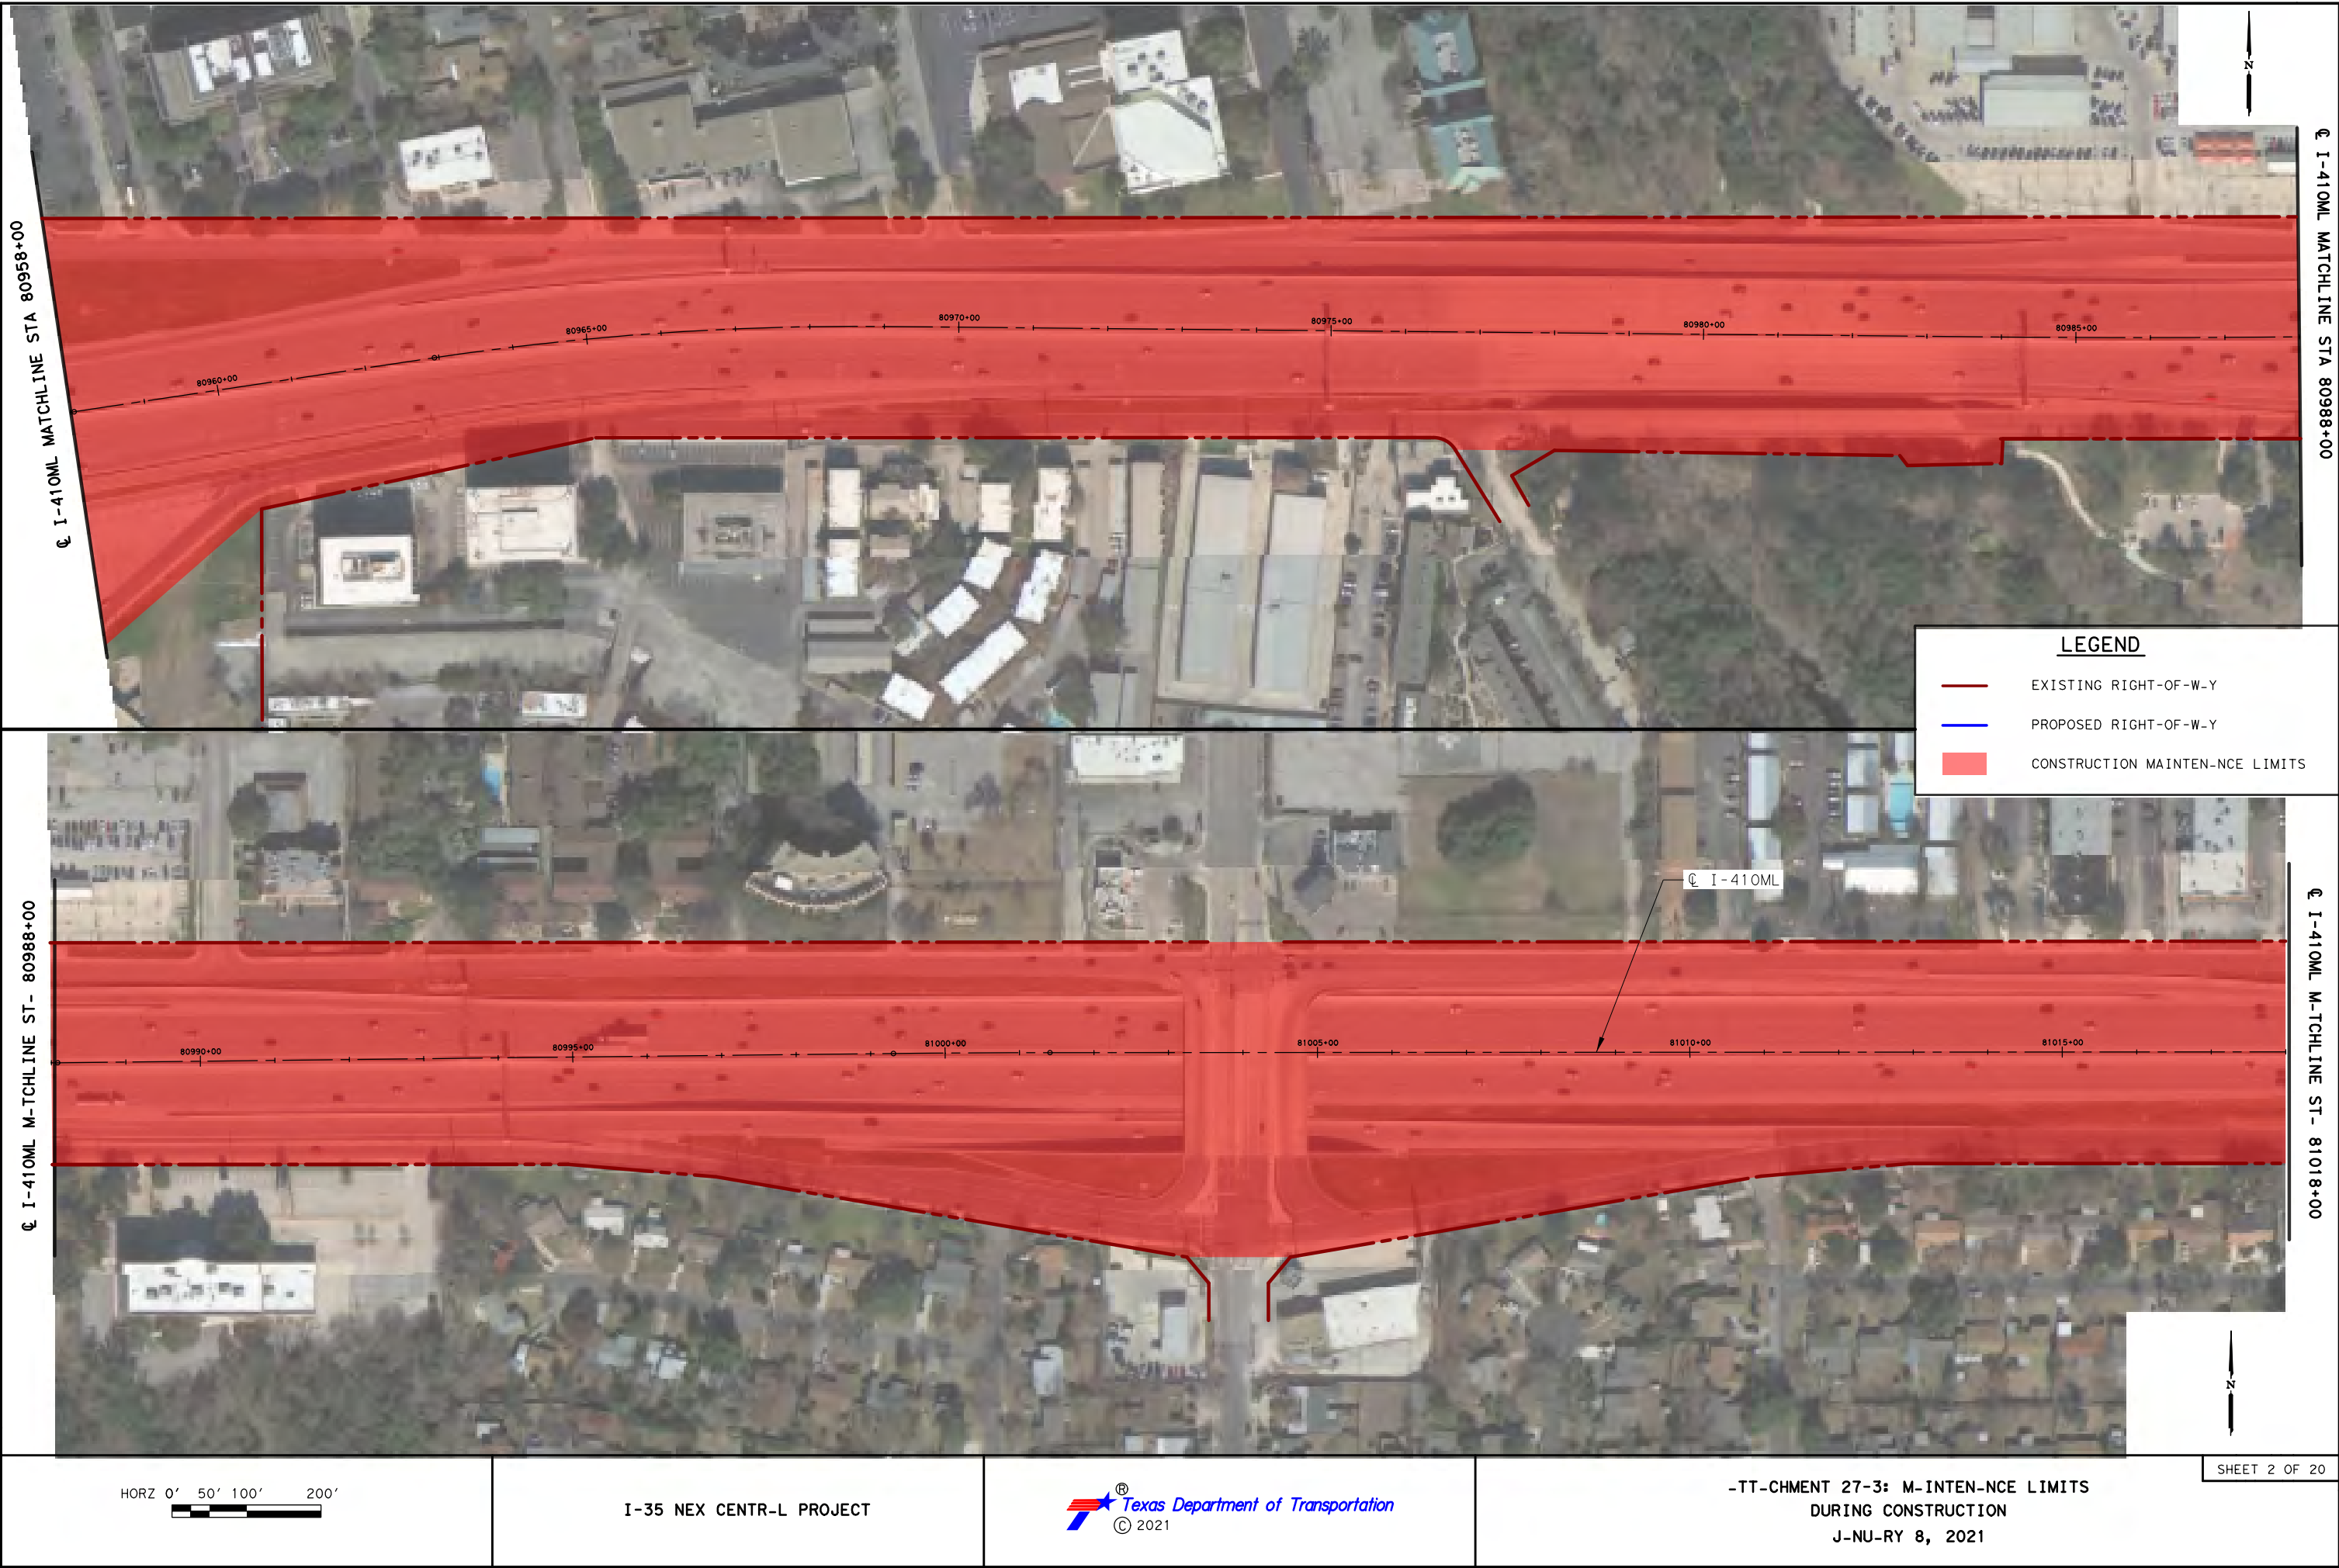 N
℄ I-410ML MATCHLINE STA 80958+00
80960+00
80965+00
80970+00
80975+00
80980+00
80985+00
℄ I-410ML MATCHLINE STA 80988+00
LEGEND
EXISTING RIGHT-OF-W-Y
PROPOSED RIGHT-OF-W-Y
CONSTRUCTION MAINTEN-NCE LIMITS
℄ I-410ML M-TCHLINE ST- 80988+00
℄ I-410ML
80990+00
80995+00
81000+00
81005+00
81010+00
81015+00
℄ I-410ML M-TCHLINE ST- 81018+00
N
SHEET 2 OF 20
HORZ 0' 50' 100' 200'
I-35 NEX CENTR-L PROJECT
®
Texas Department of Transportation
© 2021
-TT-CHMENT 27-3: M-INTEN-NCE LIMITS
DURING CONSTRUCTION
J-NU-RY 8, 2021